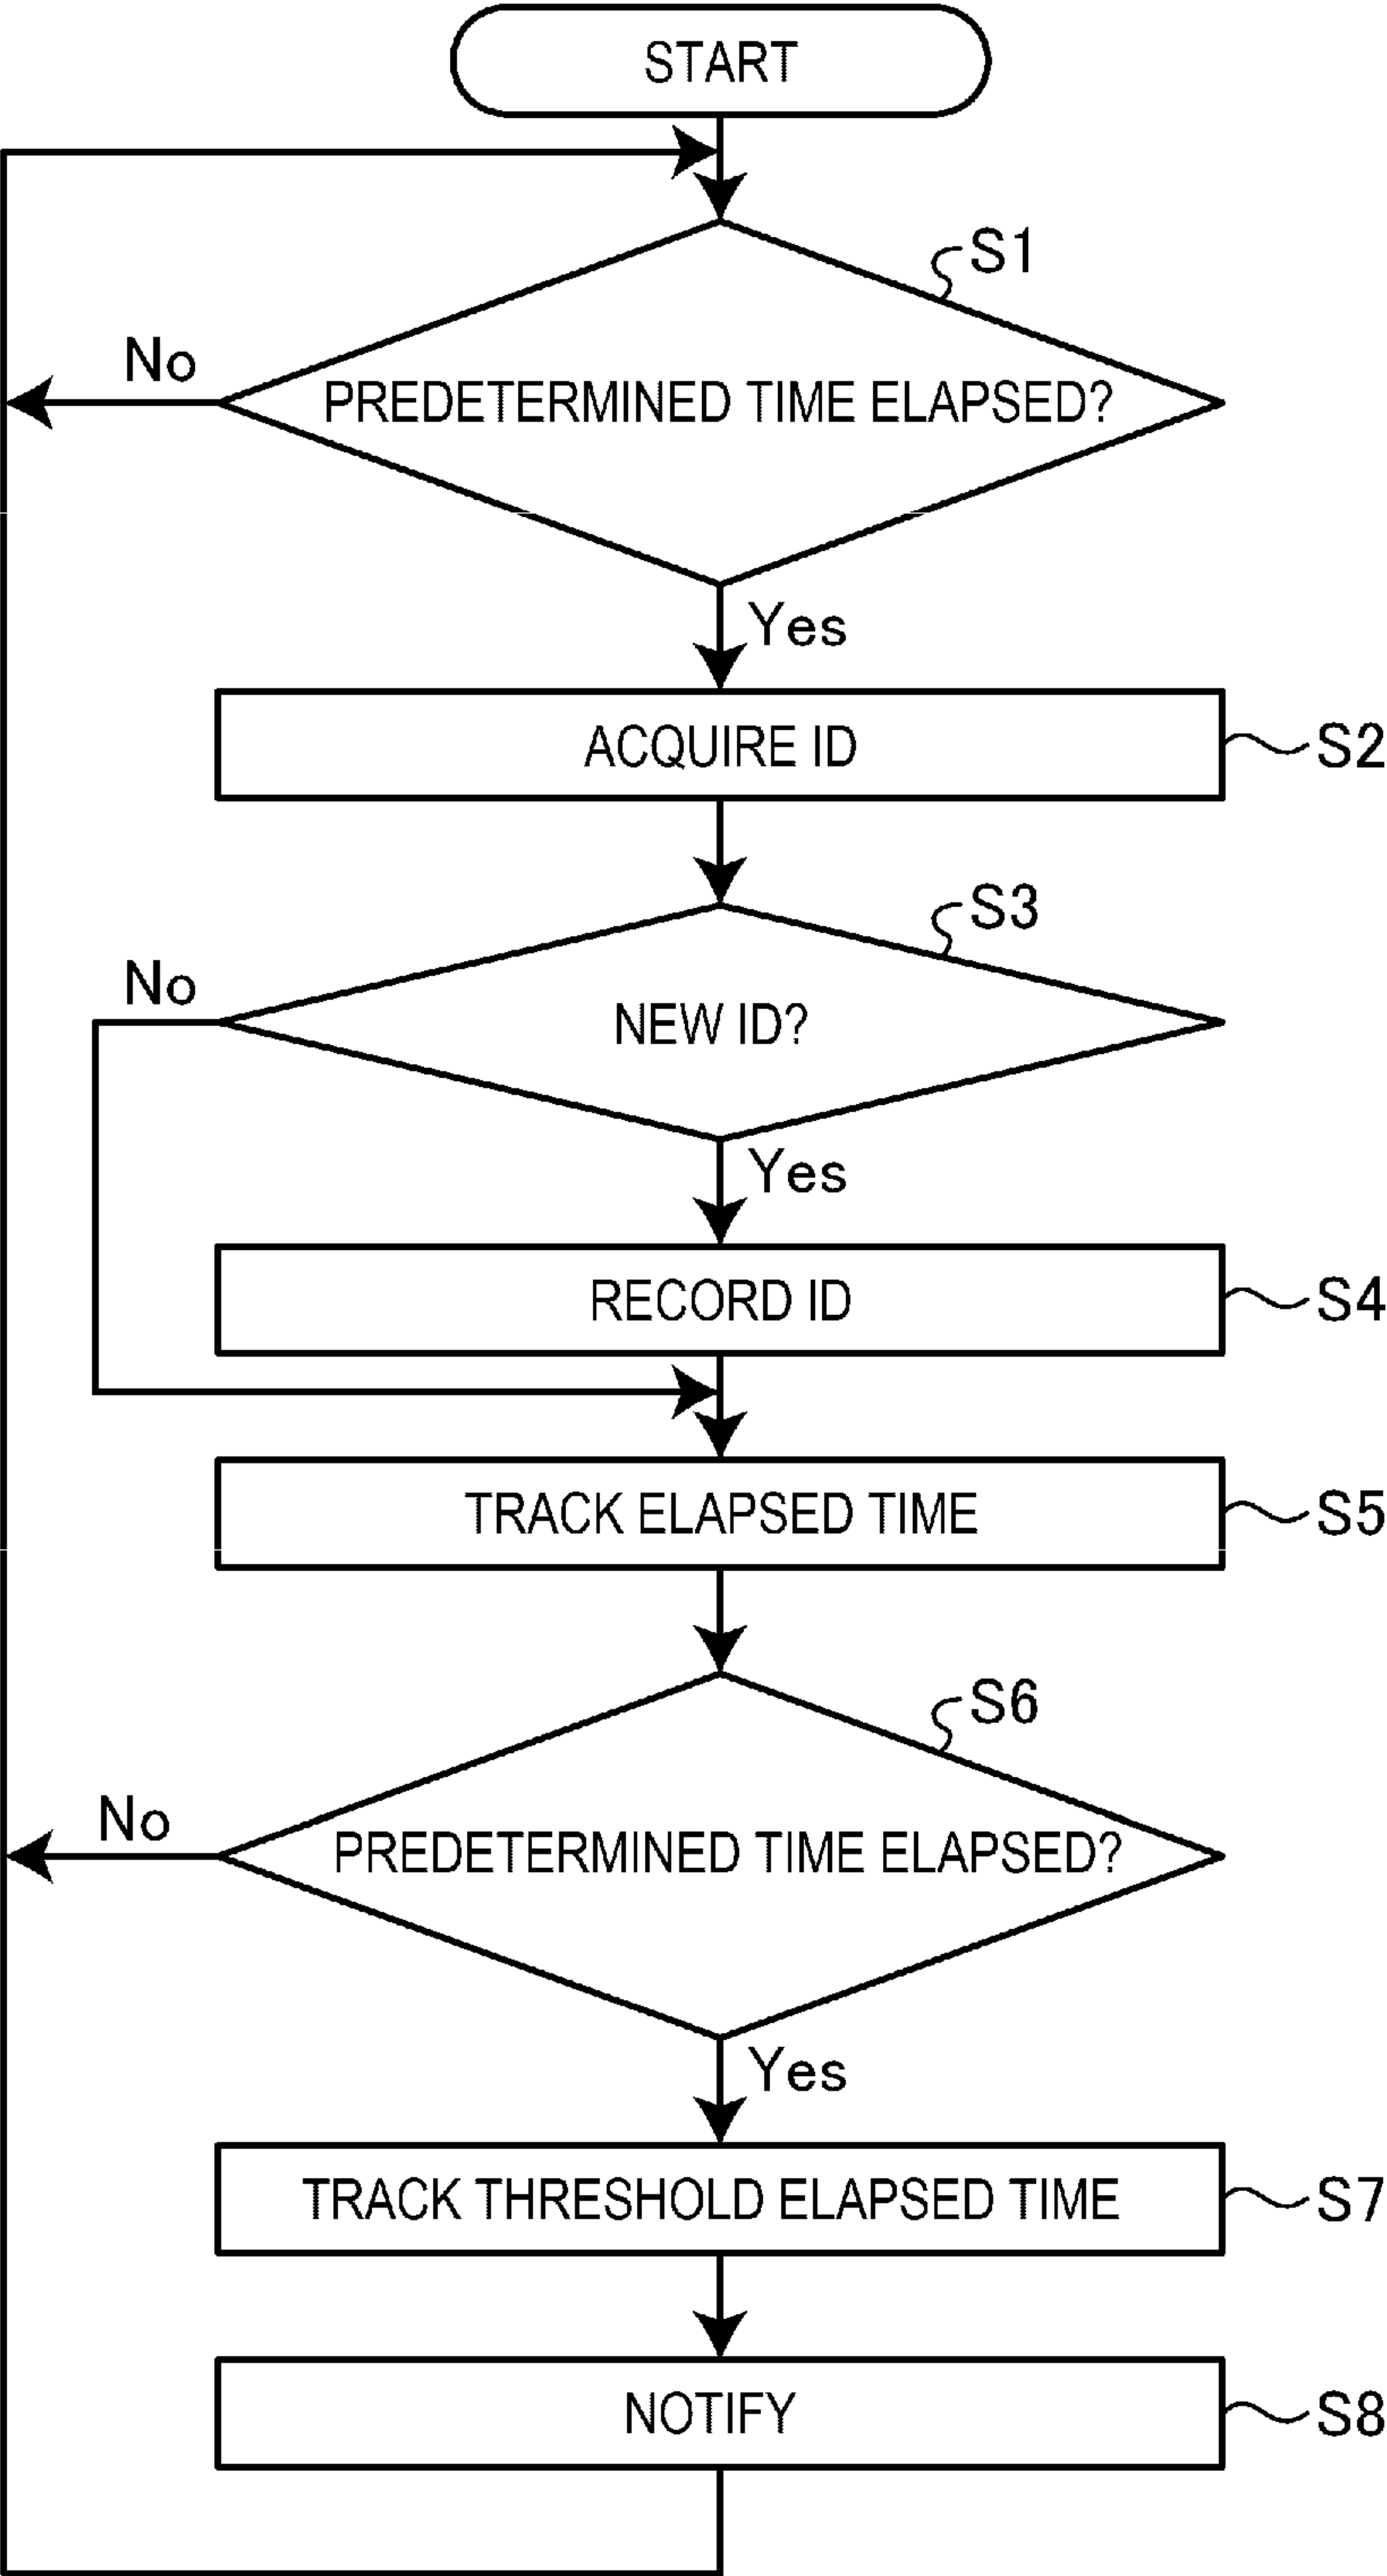 START
S1
No
PREDETERMINED TIME ELAPSED?
Yes
ACQUIRE ID
S2
S3
No
NEW ID?
Yes
RECORD ID
S4
TRACK ELAPSED TIME
S5
S6
No
PREDETERMINED TIME ELAPSED?
Yes
TRACK THRESHOLD ELAPSED TIME
S7
NOTIFY
S8